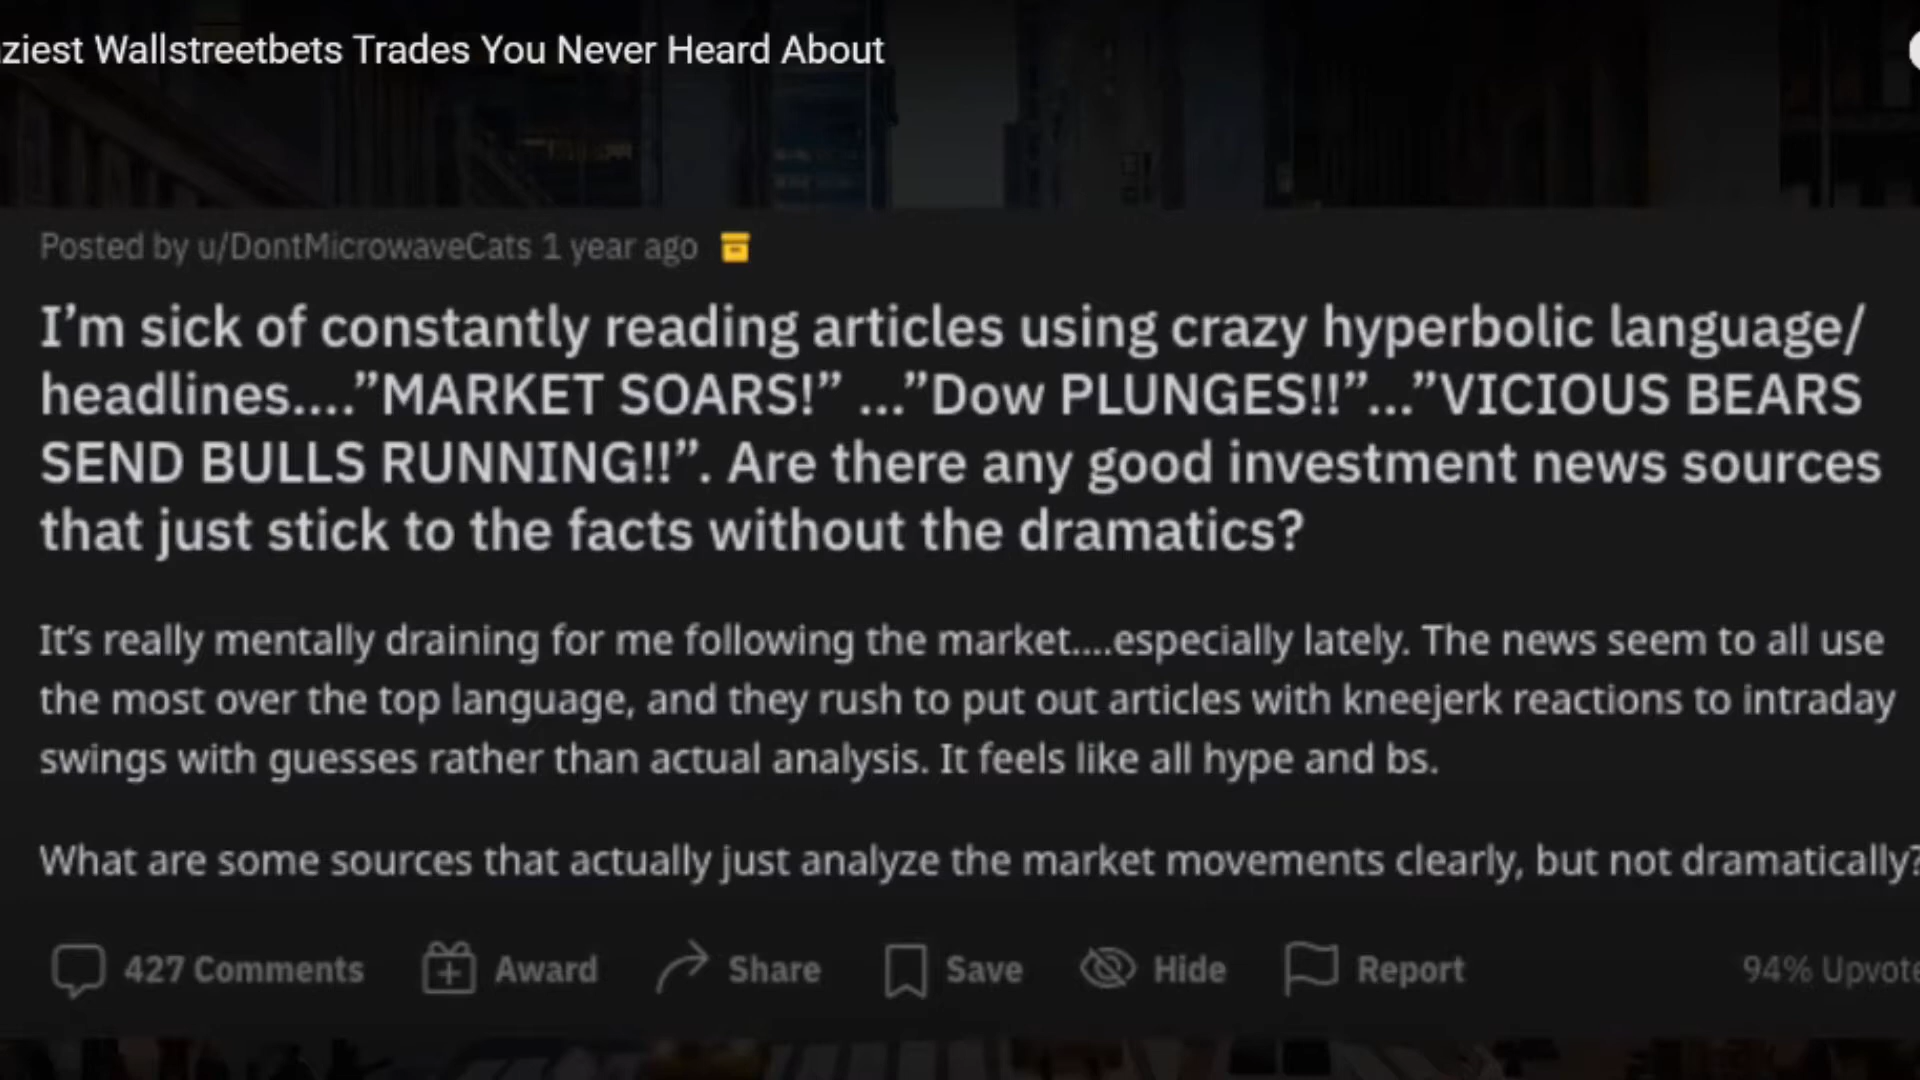 ziest Wallstreetbets Trades You Never Heard About
Posted by u/DontMicrowaveCats 1 year ago
I’m sick of constantly reading articles using crazy hyperbolic language/
headlines....”MARKET SOARS!” ...”Dow PLUNGES!!”...”VICIOUS BEARS
SEND BULLS RUNNING!!”. Are there any good investment news sources
that just stick to the facts without the dramatics?
It’s really mentally draining for me following the market....especially lately. The news seem to all use
the most over the top language, and they rush to put out articles with kneejerk reactions to intraday
swings with guesses rather than actual analysis. It feels like all hype and bs.
What are some sources that actually just analyze the market movements clearly, but not dramatically?
427 Comments Award Share Save Hide Report 94% Upvote